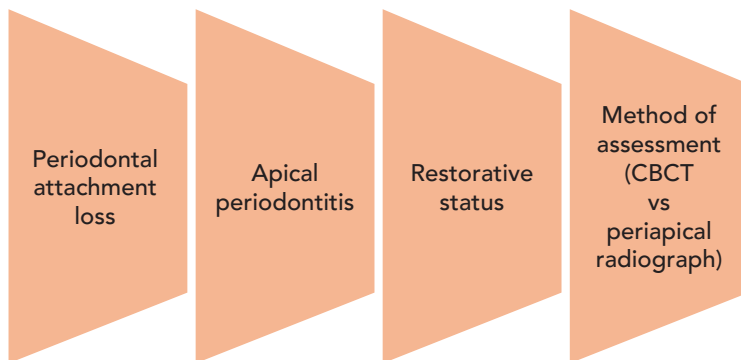 Periodontal
attachment
loss
Apical
periodontitis
Restorative
status
Method of
assessment
(CBCT
vs
periapical
radiograph)